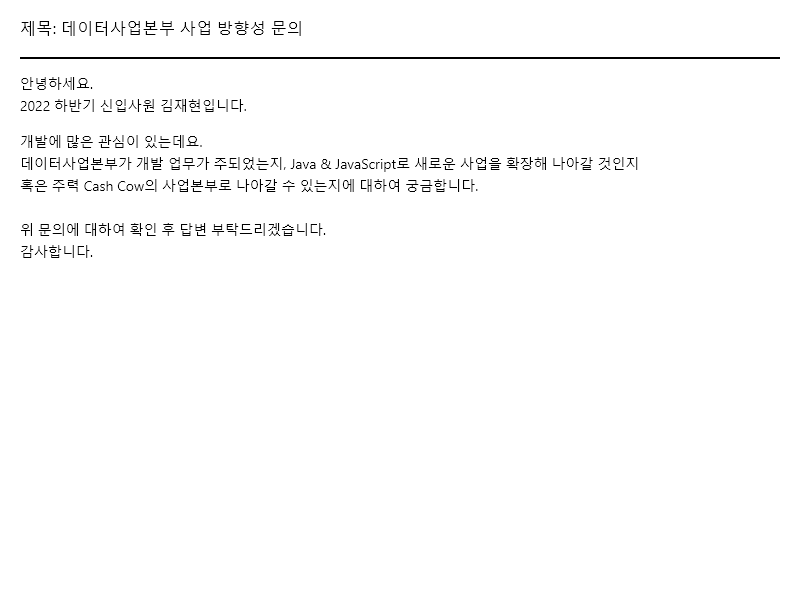 제목: 데이터사업본부 사업 방향성 문의
안녕하세요.
2022 하반기 신입사원 김재현입니다.
개발에 많은 관심이 있는데요.
데이터사업본부가 개발 업무가 주되었는지, Java & JavaScript로 새로운 사업을 확장해 나아갈 것인지
혹은 주력 Cash Cow의 사업본부로 나아갈 수 있는지에 대하여 궁금합니다.
위 문의에 대하여 확인 후 답변 부탁드리겠습니다.
감사합니다.